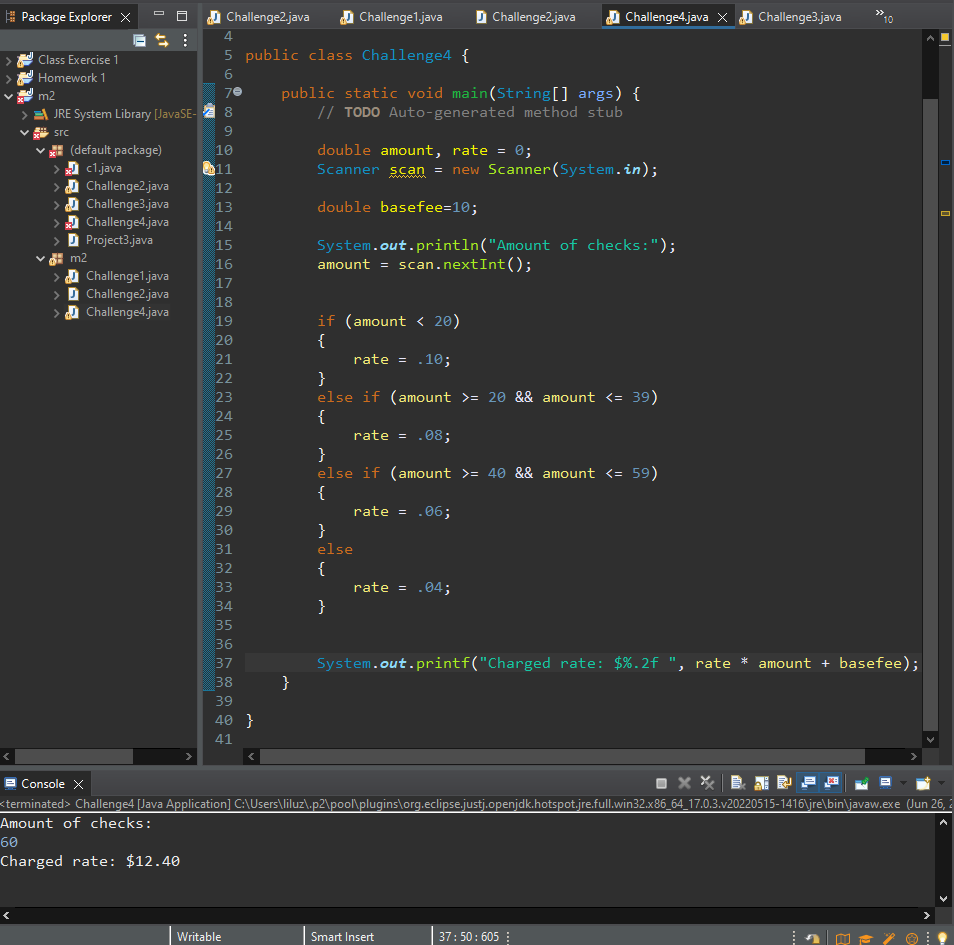 Package Explorer
Challenge2.java Challenge1.java Challenge2.java Challenge4.java Challenge3.java »10
Class Exercise 1
Homework 1
m2
JRE System Library [JavaSE-
src
(default package)
c1.java
Challenge2.java
Challenge3.java
Challenge4.java
Project3.java
m2
Challenge1.java
Challenge2.java
Challenge4.java
4
5 public class Challenge4 {
6
7 public static void main(String[] args) {
8 // TODO Auto-generated method stub
9
10 double amount, rate = 0;
11 Scanner scan = new Scanner(System.in);
12
13 double basefee=10;
14
15 System.out.println("Amount of checks:");
16 amount = scan.nextInt();
17
18
19 if (amount < 20)
20 {
21 rate = .10;
22 }
23 else if (amount >= 20 && amount <= 39)
24 {
25 rate = .08;
26 }
27 else if (amount >= 40 && amount <= 59)
28 {
29 rate = .06;
30 }
31 else
32 {
33 rate = .04;
34 }
35
36
37 System.out.printf("Charged rate: $%.2f ", rate * amount + basefee);
38 }
39
40 }
41
Console
<terminated> Challenge4 [Java Application] C:\Users\liluz\.p2\pool\plugins\org.eclipse.justj.openjdk.hotspot.jre.full.win32.x86_64_17.0.3.v20220515-1416\jre\bin\javaw.exe (Jun 26, 2
Amount of checks:
60
Charged rate: $12.40
Writable Smart Insert 37 : 50 : 605